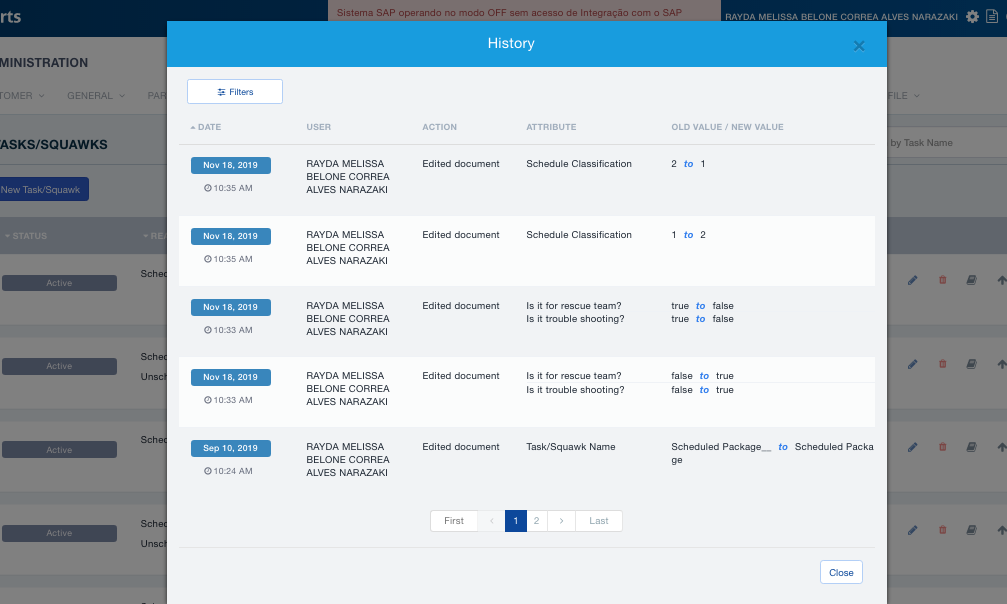 rts
Sistema SAP operando no modo OFF sem acesso de Integração com o SAP
RAYDA MELISSA BELONE CORREA ALVES NARAZAKI
History
MINISTRATION
TOMER
GENERAL
PAR
FILE
Filters
DATE
USER
ACTION
ATTRIBUTE
OLD VALUE / NEW VALUE
ASKS/SQUAWKS
by Task Name
New Task/Squawk
STATUS
REA
Nov 18, 2019
10:35 AM
RAYDA MELISSA
BELONE CORREA
ALVES NARAZAKI
Edited document
Schedule Classification
2 to 1
Nov 18, 2019
10:35 AM
RAYDA MELISSA
BELONE CORREA
ALVES NARAZAKI
Edited document
Schedule Classification
1 to 2
Active
Sched
Nov 18, 2019
10:33 AM
RAYDA MELISSA
BELONE CORREA
ALVES NARAZAKI
Edited document
Is it for rescue team?
Is it trouble shooting?
true to false
true to false
Active
Sched
Unsch
Nov 18, 2019
10:33 AM
RAYDA MELISSA
BELONE CORREA
ALVES NARAZAKI
Edited document
Is it for rescue team?
Is it trouble shooting?
false to true
false to true
Active
Sched
Sep 10, 2019
10:24 AM
RAYDA MELISSA
BELONE CORREA
ALVES NARAZAKI
Edited document
Task/Squawk Name
Scheduled Package__ to Scheduled Packa
ge
Active
Sched
Unsch
First
‹
1
2
›
Last
Close